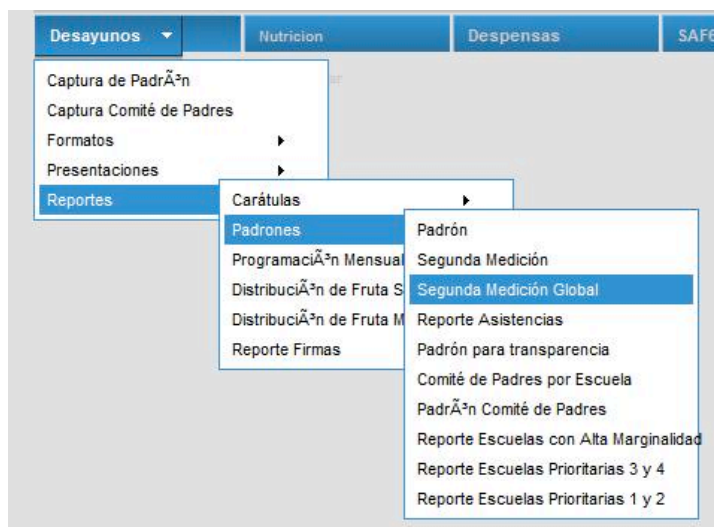 Desayunos Nutricion Despensas SAF6
Captura de PadrÃ³n
Captura Comité de Padres
Formatos
Presentaciones
Reportes
Carátulas
Padrones
ProgramaciÃ³n Mensual
DistribuciÃ³n de Fruta S
DistribuciÃ³n de Fruta M
Reporte Firmas
Padrón
Segunda Medición
Segunda Medición Global
Reporte Asistencias
Padrón para transparencia
Comité de Padres por Escuela
PadrÃ³n Comité de Padres
Reporte Escuelas con Alta Marginalidad
Reporte Escuelas Prioritarias 3 y 4
Reporte Escuelas Prioritarias 1 y 2